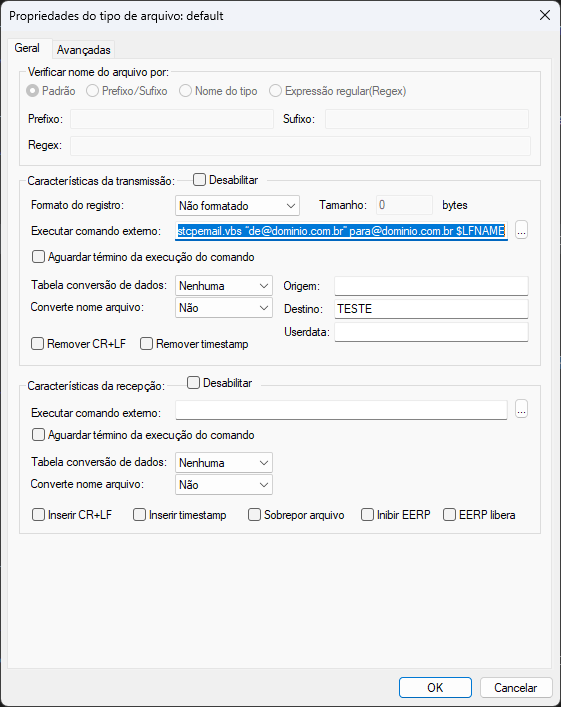 Propriedades do tipo de arquivo: default
Geral
Avançadas
Verificar nome do arquivo por:
Padrão Prefixo/Sufixo Nome do tipo Expressão regular(Regex)
Prefixo: Sufixo:
Regex:
Características da transmissão: Desabilitar
Formato do registro: Não formatado Tamanho: 0 bytes
Executar comando externo: stcpemail.vbs "de@dominio.com.br" para@dominio.com.br $LFNAME ...
Aguardar término da execução do comando
Tabela conversão de dados: Nenhuma Origem:
Converte nome arquivo: Não Destino: TESTE
Userdata:
Remover CR+LF Remover timestamp
Características da recepção: Desabilitar
Executar comando externo: ...
Aguardar término da execução do comando
Tabela conversão de dados: Nenhuma
Converte nome arquivo: Não
Inserir CR+LF Inserir timestamp Sobrepor arquivo Inibir EERP EERP libera
OK Cancelar